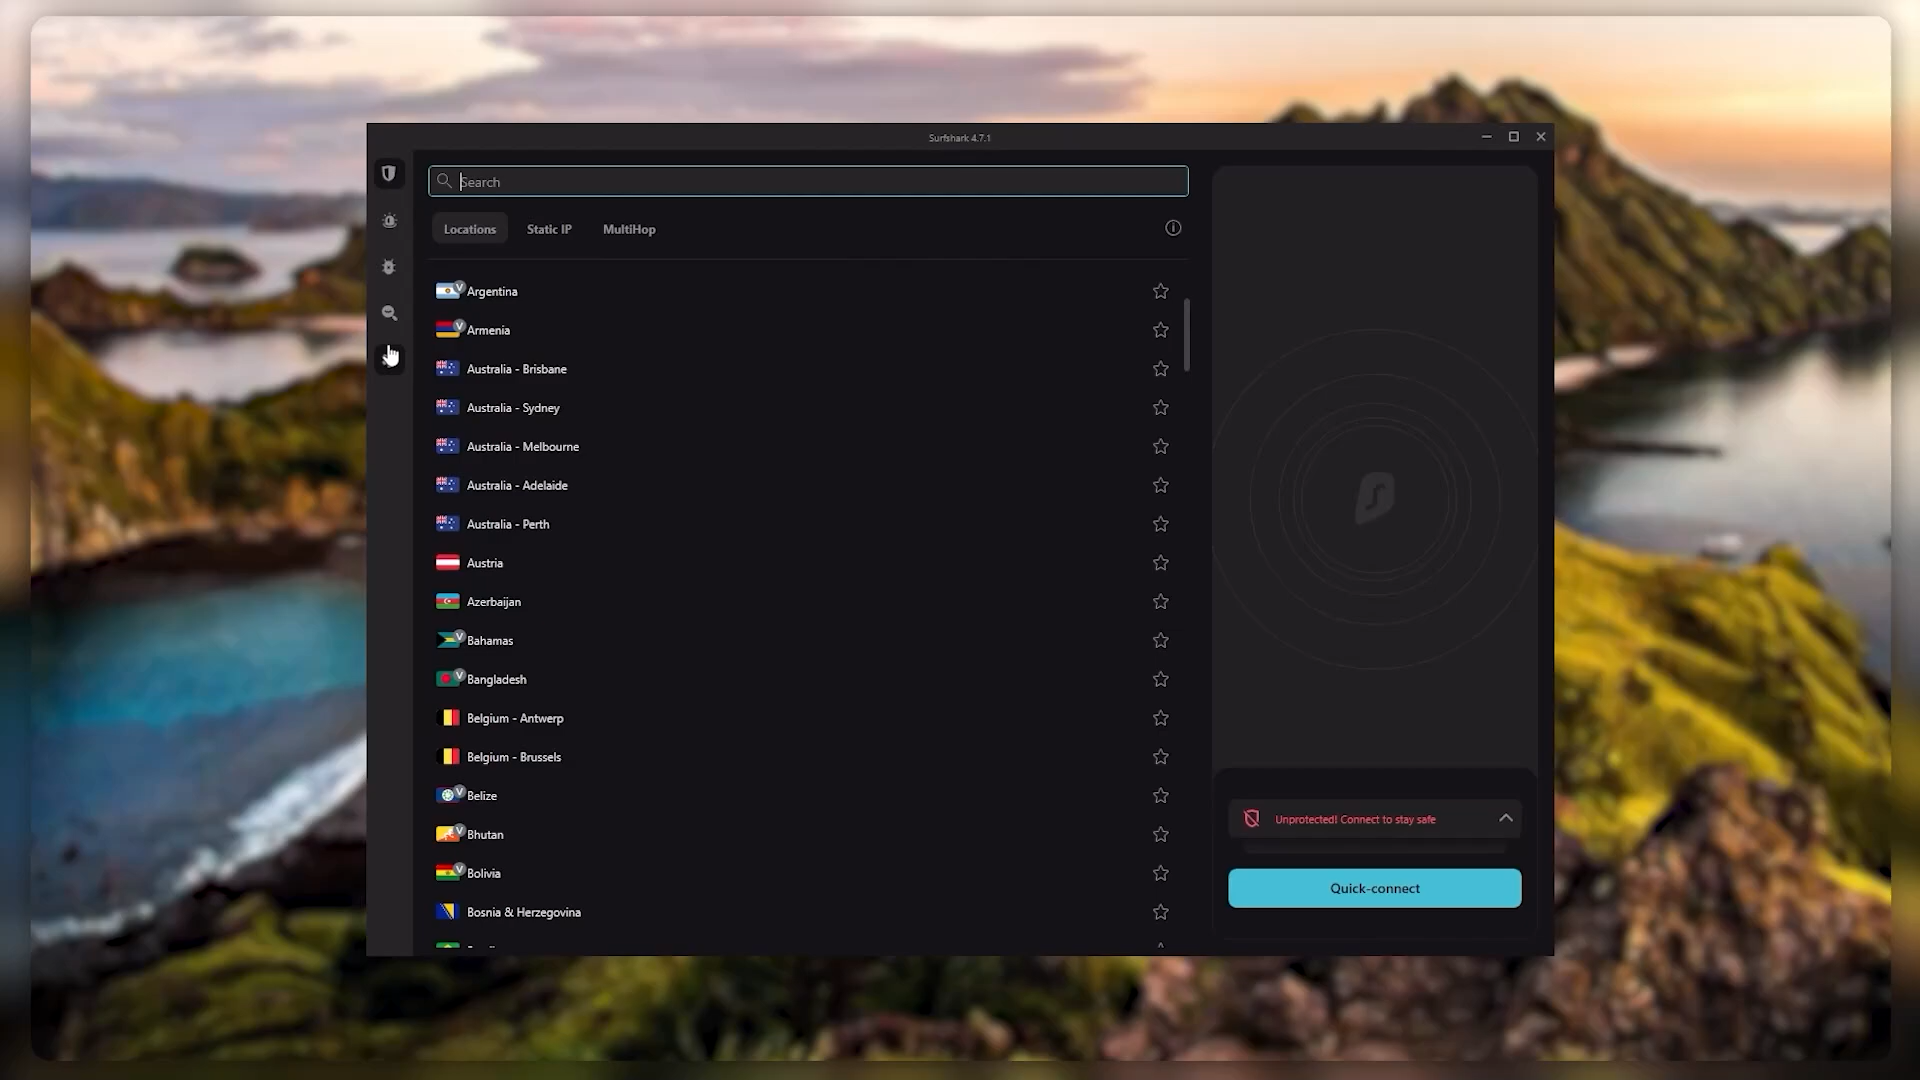 Surfshark 4.7.1
Search
Locations
Static IP
MultiHop
Argentina
Armenia
Australia - Brisbane
Australia - Sydney
Australia - Melbourne
Australia - Adelaide
Australia - Perth
Austria
Azerbaijan
Bahamas
Bangladesh
Belgium - Antwerp
Belgium - Brussels
Belize
Bhutan
Bolivia
Bosnia & Herzegovina
Unprotected! Connect to stay safe
Quick-connect